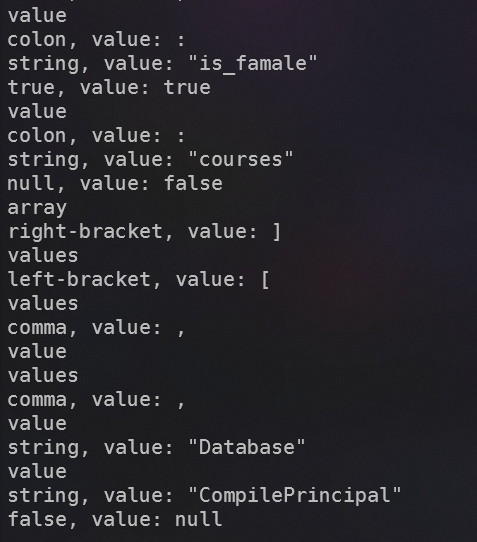 value
colon, value: :
string, value: "is_famale"
true, value: true
value
colon, value: :
string, value: "courses"
null, value: false
array
right-bracket, value: ]
values
left-bracket, value: [
values
comma, value: ,
value
values
comma, value: ,
value
string, value: "Database"
value
string, value: "CompilePrincipal"
false, value: null